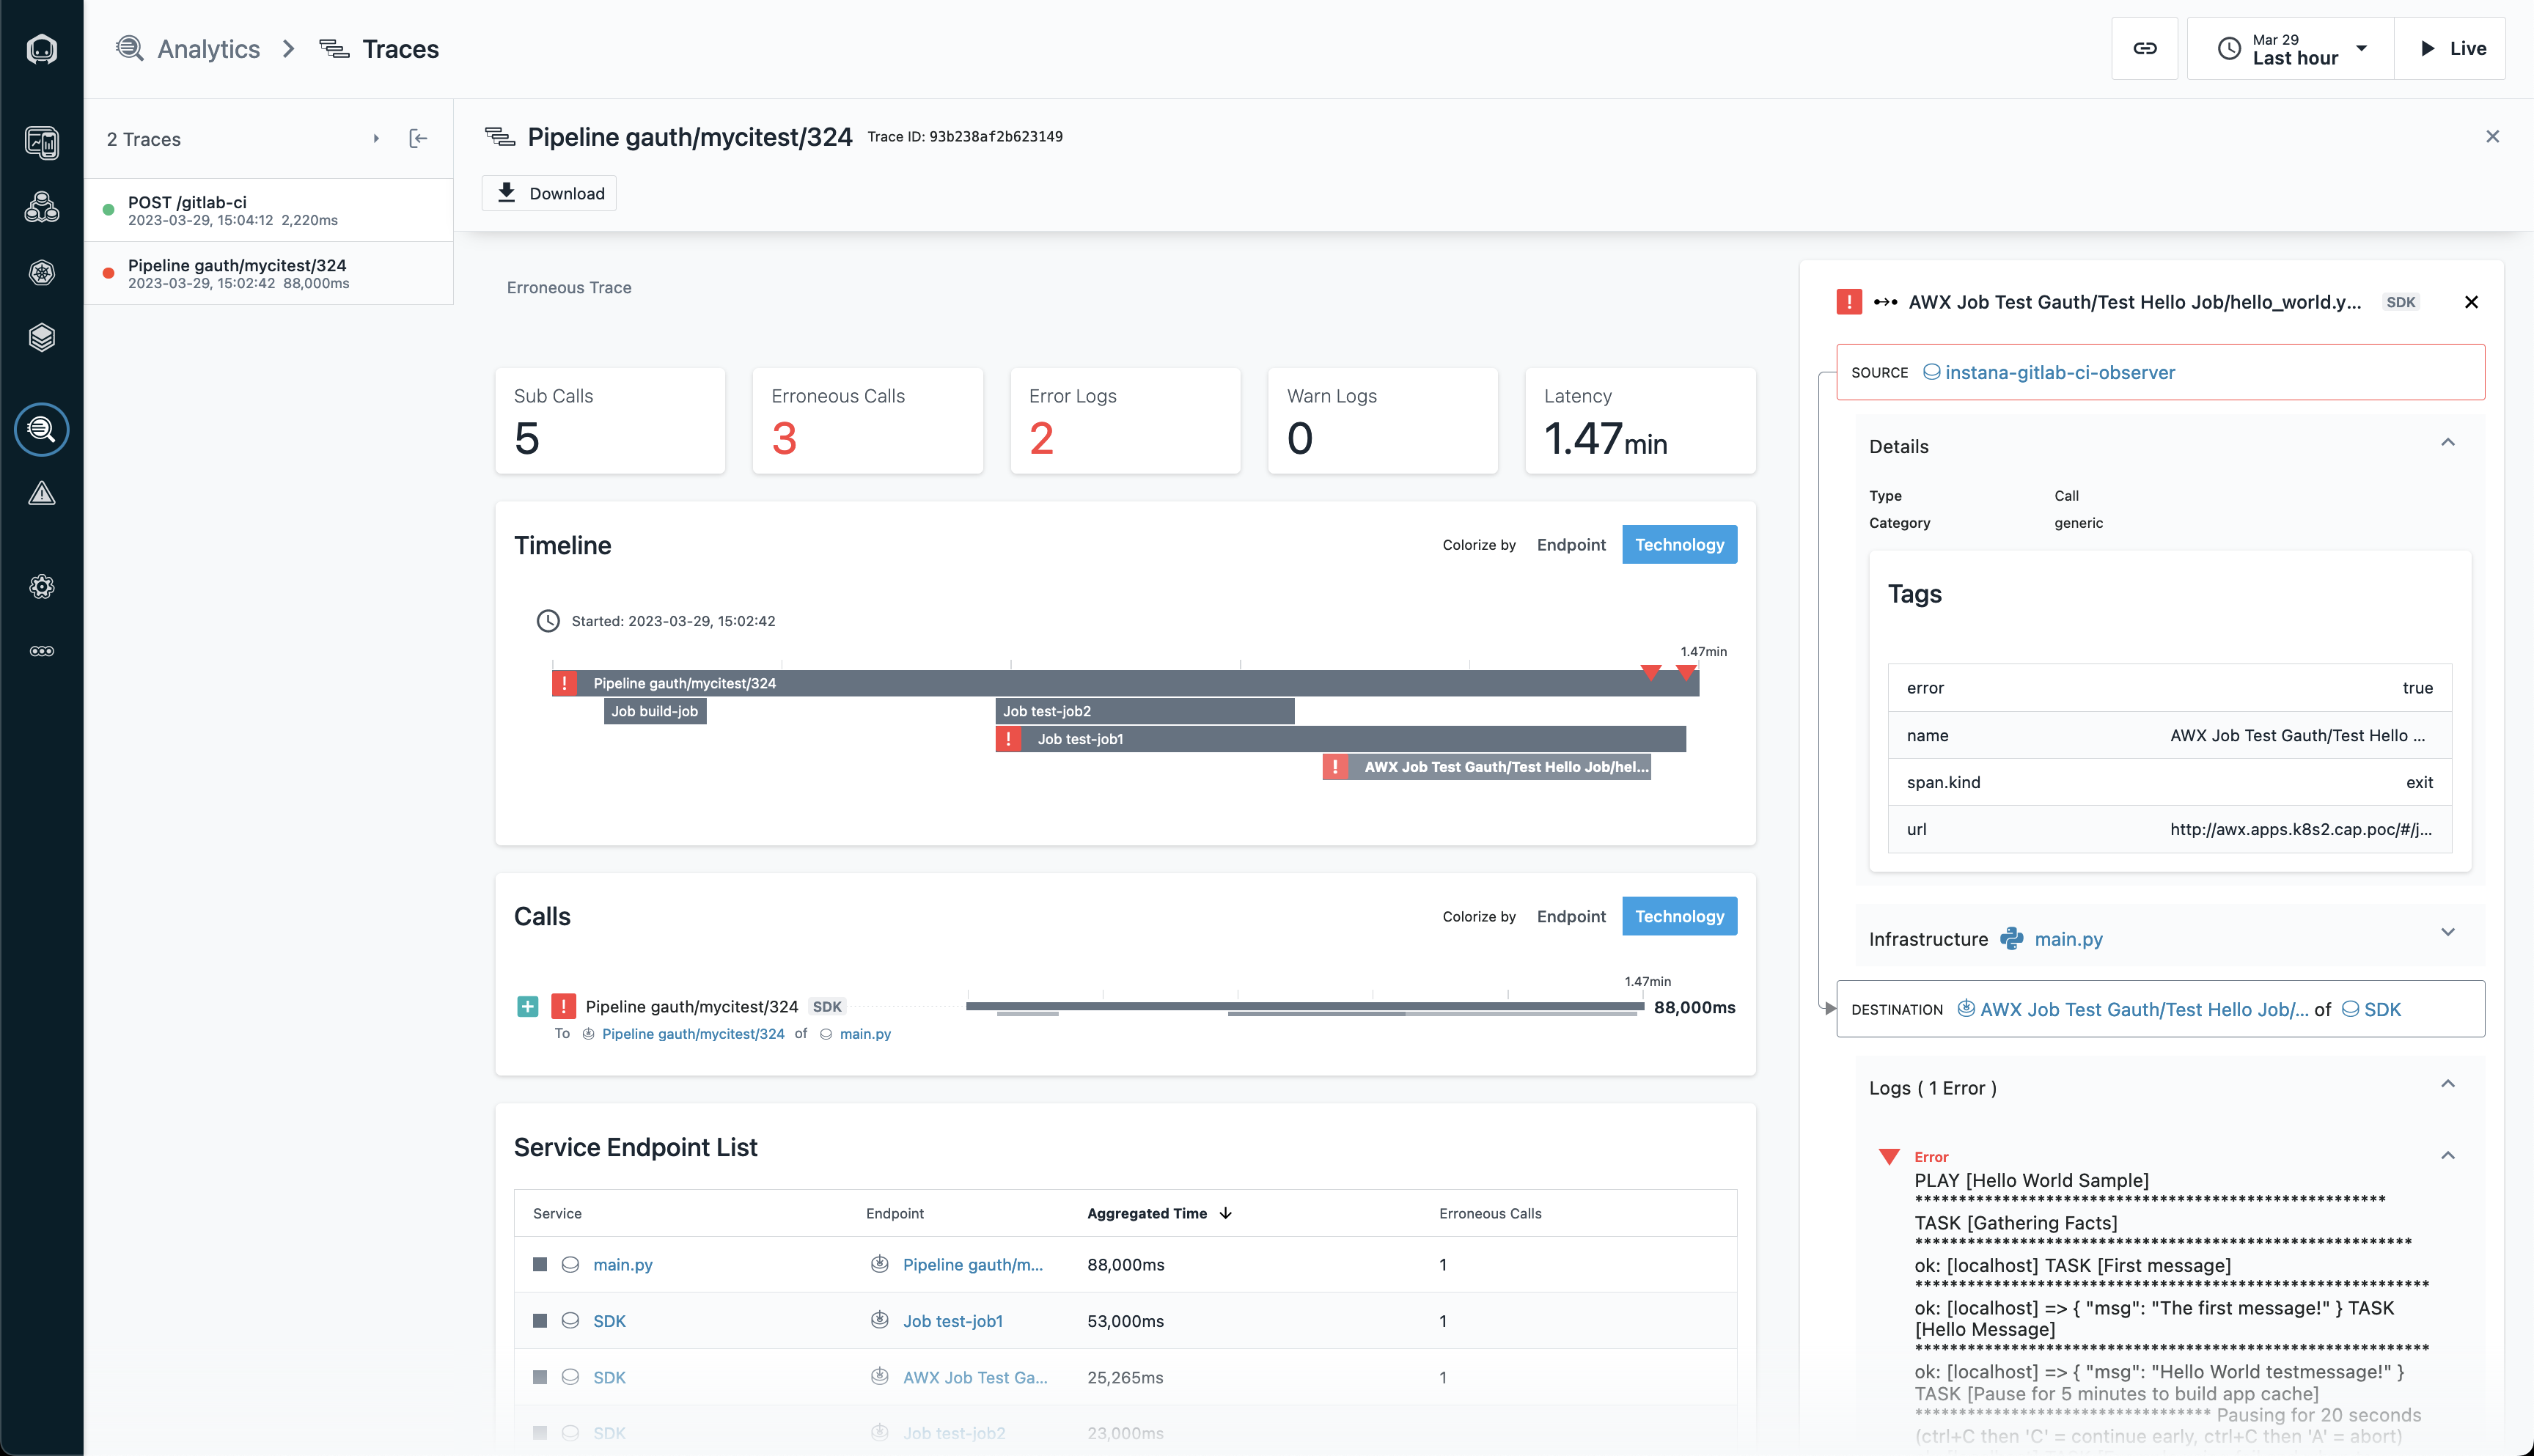 Analytics > Traces
Mar 29
Last hour
Live
2 Traces
POST /gitlab-ci
2023-03-29, 15:04:12 2,220ms
Pipeline gauth/mycitest/324
2023-03-29, 15:02:42 88,000ms
Pipeline gauth/mycitest/324 Trace ID: 93b238af2b623149
Download
Erroneous Trace
Sub Calls
5
Erroneous Calls
3
Error Logs
2
Warn Logs
0
Latency
1.47min
Timeline
Colorize by Endpoint Technology
Started: 2023-03-29, 15:02:42
1.47min
! Pipeline gauth/mycitest/324
Job build-job
Job test-job2
! Job test-job1
! AWX Job Test Gauth/Test Hello Job/hel...
Calls
Colorize by Endpoint Technology
1.47min
! Pipeline gauth/mycitest/324 SDK
88,000ms
To Pipeline gauth/mycitest/324 of main.py
Service Endpoint List
Service Endpoint Aggregated Time Erroneous Calls
main.py Pipeline gauth/m... 88,000ms 1
SDK Job test-job1 53,000ms 1
SDK AWX Job Test Ga... 25,265ms 1
SDK Job test-job2 23,000ms
! AWX Job Test Gauth/Test Hello Job/hello_world.y... SDK
SOURCE instana-gitlab-ci-observer
Details
Type Call
Category generic
Tags
error true
name AWX Job Test Gauth/Test Hello ...
span.kind exit
url http://awx.apps.k8s2.cap.poc/#/j...
Infrastructure main.py
DESTINATION AWX Job Test Gauth/Test Hello Job/... of SDK
Logs ( 1 Error )
Error
PLAY [Hello World Sample]
******************************************************
TASK [Gathering Facts]
*********************************************************
ok: [localhost] TASK [First message]
***********************************************************
ok: [localhost] => { "msg": "The first message!" } TASK
[Hello Message]
***********************************************************
ok: [localhost] => { "msg": "Hello World testmessage!" }
TASK [Pause for 5 minutes to build app cache]
********************************** Pausing for 20 seconds
(ctrl+C then 'C' = continue early, ctrl+C then 'A' = abort)